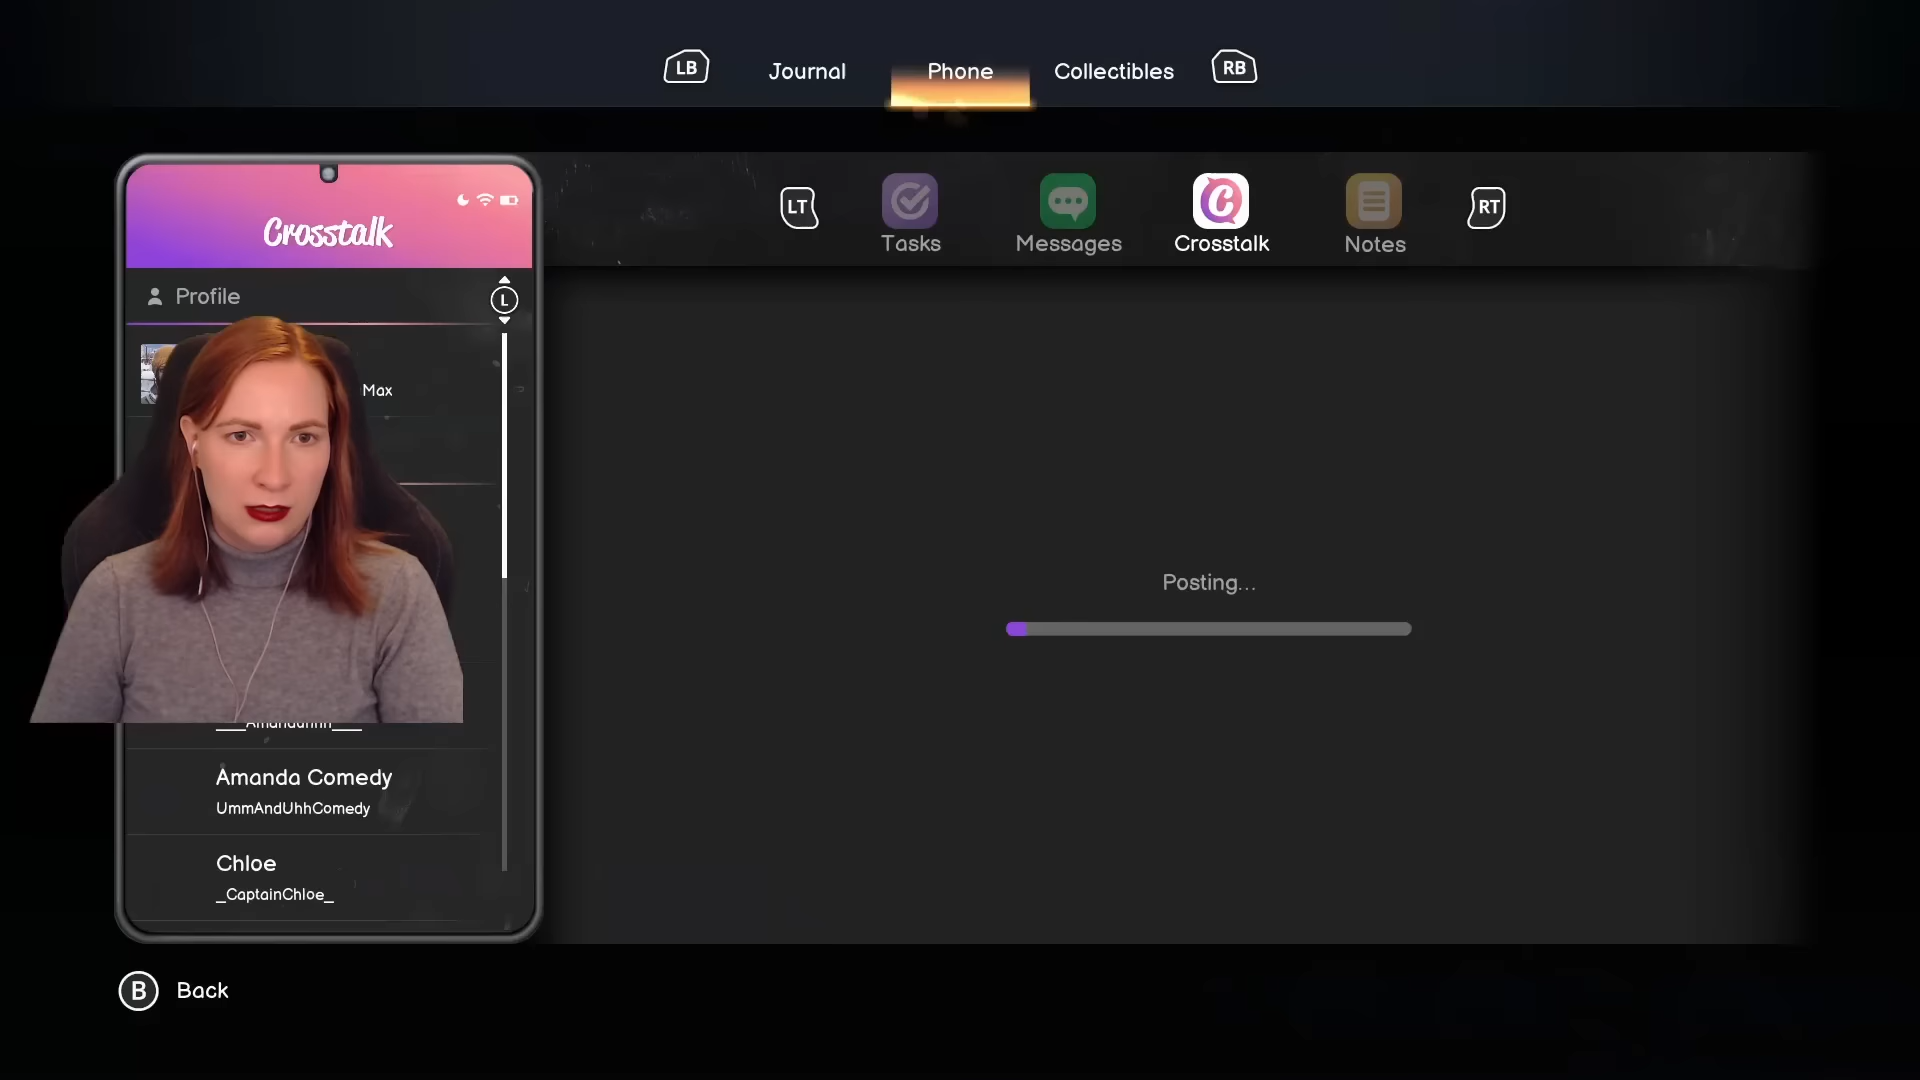 LB Journal Phone Collectibles RB
Crosstalk
LT Tasks Messages Crosstalk Notes RT
Profile
L
Max
Posting...
Amanda Comedy
UmmAndUhhComedy
Chloe
_CaptainChloe_
B Back